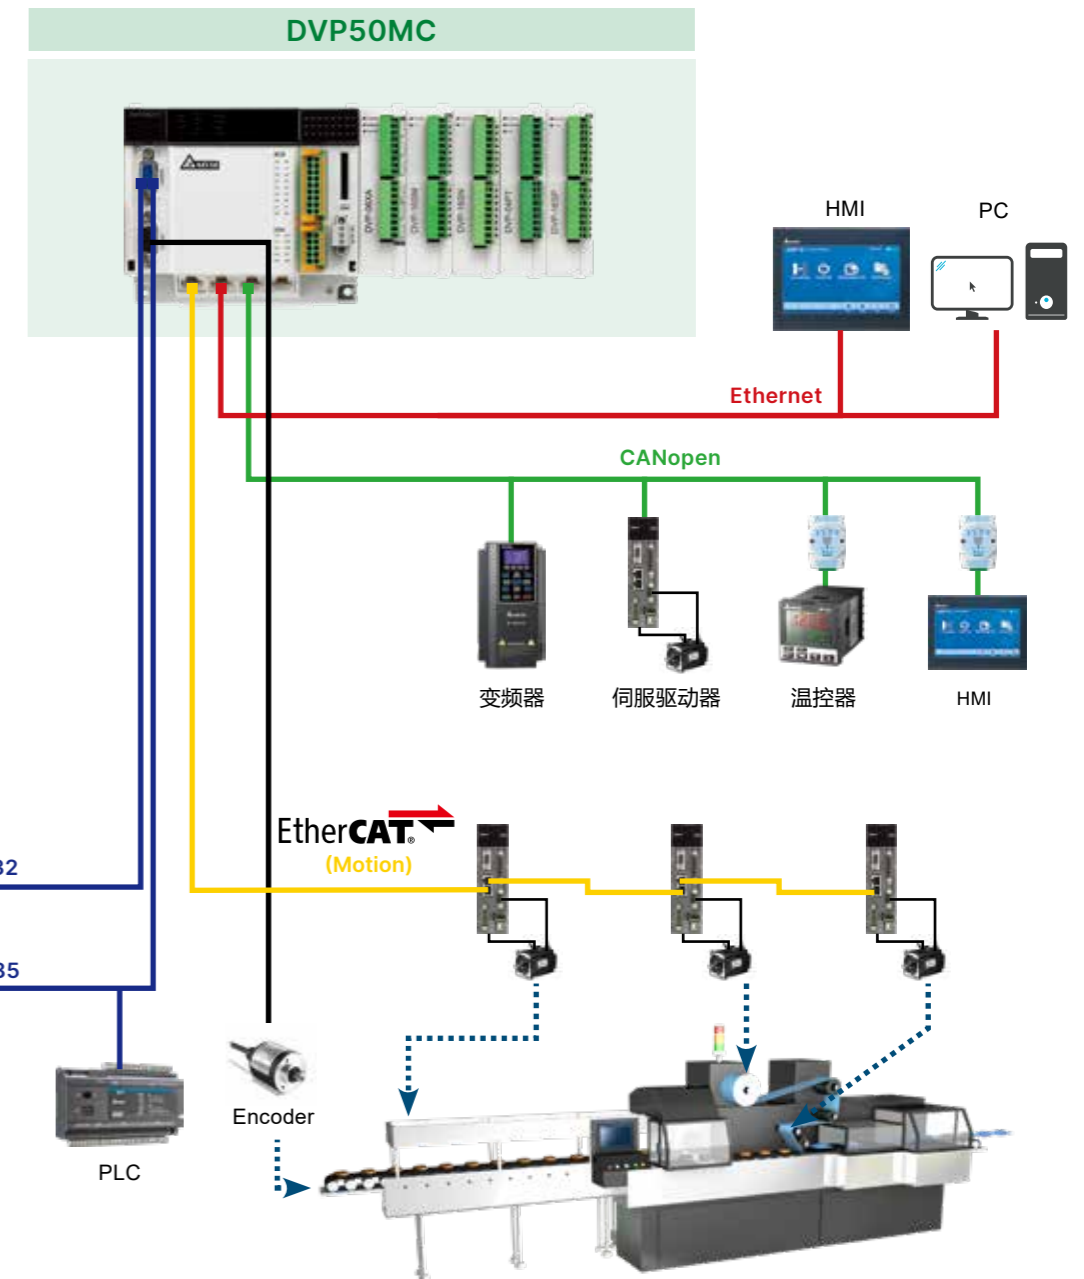 DVP50MC
HMI
PC
Ethernet
CANopen
变频器
伺服驱动器
温控器
HMI
EtherCAT®
(Motion)
32
35
Encoder
PLC